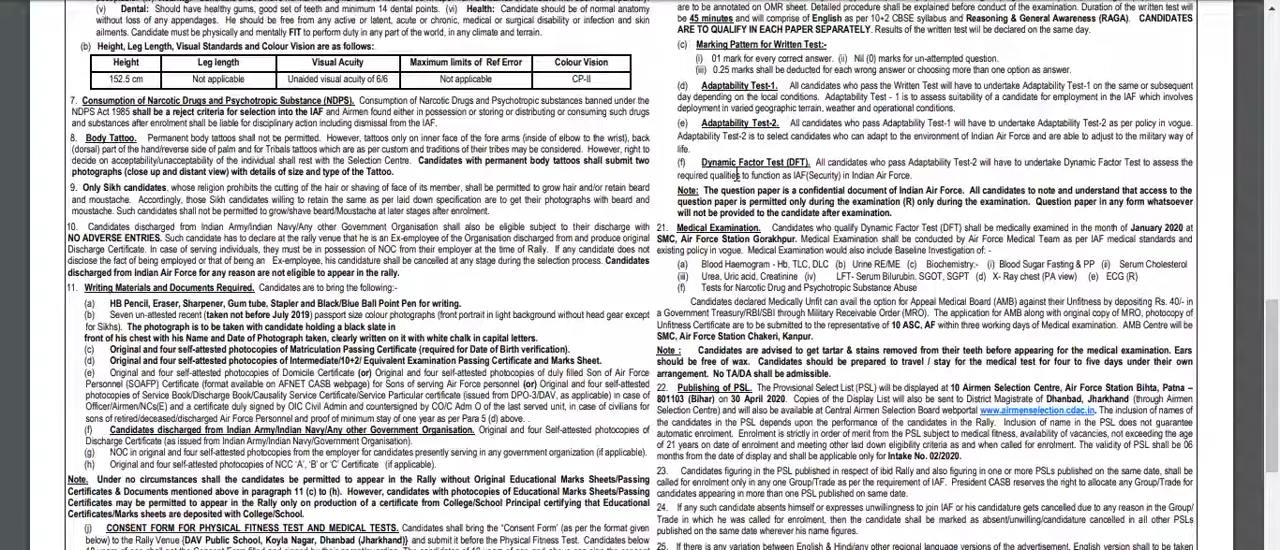 (v) Dental: Should have healthy gums, good set of teeth and minimum 14 dental points. (vi) Health: Candidate should be of normal anatomy
without loss of any appendages. He should be free from any active or latent, acute or chronic, medical or surgical disability or infection and skin
ailments. Candidate must be physically and mentally FIT to perform duty in any part of the world, in any climate and terrain.
(b) Height, Leg Length, Visual Standards and Colour Vision are as follows:
Height Leg length Visual Acuity Maximum limits of Ref Error Colour Vision
152.5 cm Not applicable Unaided visual acuity of 6/6 Not applicable CP-II
7. Consumption of Narcotic Drugs and Psychotropic Substance (NDPS). Consumption of Narcotic Drugs and Psychotropic substances banned under the
NDPS Act 1985 shall be a reject criteria for selection into the IAF and Airmen found either in possession or storing or distributing or consuming such drugs
and substances after enrolment shall be liable for disciplinary action including dismissal from the IAF.
8. Body Tattoo. Permanent body tattoos shall not be permitted. However, tattoos only on inner face of the fore arms (inside of elbow to the wrist), back
(dorsal) part of the hand/reverse side of palm and for Tribals tattoos which are as per custom and traditions of their tribes may be considered. However, right to
decide on acceptability/unacceptability of the individual shall rest with the Selection Centre. Candidates with permanent body tattoos shall submit two
photographs (close up and distant view) with details of size and type of the Tattoo.
9. Only Sikh candidates, whose religion prohibits the cutting of the hair or shaving of face of its member, shall be permitted to grow hair and/or retain beard
and moustache. Accordingly, those Sikh candidates willing to retain the same as per laid down specification are to get their photographs with beard and
moustache. Such candidates shall not be permitted to grow/shave beard/Moustache at later stages after enrolment.
10. Candidates discharged from Indian Army/Indian Navy/Any other Government Organisation shall also be eligible subject to their discharge with
NO ADVERSE ENTRIES. Such candidate has to declare at the rally venue that he is an Ex-employee of the Organisation discharged from and produce original
Discharge Certificate. In case of serving individuals, they must be in possession of NOC from their employer at the time of Rally. If any candidate does not
disclose the fact of being employed or that of being an Ex-employee, his candidature shall be cancelled at any stage during the selection process. Candidates
discharged from Indian Air Force for any reason are not eligible to appear in the rally.
11. Writing Materials and Documents Required. Candidates are to bring the following:-
(a) HB Pencil, Eraser, Sharpener, Gum tube, Stapler and Black/Blue Ball Point Pen for writing.
(b) Seven un-attested recent (taken not before July 2019) passport size colour photographs (front portrait in light background without head gear except
for Sikhs). The photograph is to be taken with candidate holding a black slate in
front of his chest with his Name and Date of Photograph taken, clearly written on it with white chalk in capital letters.
(c) Original and four self-attested photocopies of Matriculation Passing Certificate (required for Date of Birth verification).
(d) Original and four self-attested photocopies of Intermediate/10+2/ Equivalent Examination Passing Certificate and Marks Sheet.
(e) Original and four self-attested photocopies of Domicile Certificate (or) Original and four self-attested photocopies of duly filled Son of Air Force
Personnel (SOAFP) Certificate (format available on AFNET CASB webpage) for Sons of serving Air Force personnel (or) Original and four self-attested
photocopies of Service Book/Discharge Book/Causality Service Certificate/Service Particular certificate (issued from DPO-3/DAV, as applicable) in case of
Officer/Airmen/NCs(E) and a certificate duly signed by OIC Civil Admin and countersigned by CO/C Adm O of the last served unit, in case of civilians for
sons of retired/deceased/discharged Air Force Personnel and proof of minimum stay of one year as per Para 5 (d) above. .
(f) Candidates discharged from Indian Army/Indian Navy/Any other Government Organisation. Original and four Self-attested photocopies of
Discharge Certificate (as issued from Indian Army/Indian Navy/Government Organisation).
(g) NOC in original and four self-attested photocopies from the employer for candidates presently serving in any government organization (if applicable).
(h) Original and four self-attested photocopies of NCC 'A', 'B' or 'C' Certificate (if applicable).
Note. Under no circumstances shall the candidates be permitted to appear in the Rally without Original Educational Marks Sheets/Passing
Certificates & Documents mentioned above in paragraph 11 (c) to (h). However, candidates with photocopies of Educational Marks Sheets/Passing
Certificates may be permitted to appear in the Rally only on production of a certificate from College/School Principal certifying that Educational
Certificates/Marks sheets are deposited with College/School.
(j) CONSENT FORM FOR PHYSICAL FITNESS TEST AND MEDICAL TESTS. Candidates shall bring the "Consent Form' (as per the format given
below) to the Rally Venue {DAV Public School, Koyla Nagar, Dhanbad (Jharkhand)} and submit it before the Physical Fitness Test. Candidates below
are to be annotated on OMR sheet. Detailed procedure shall be explained before conduct of the examination. Duration of the written test will
be 45 minutes and will comprise of English as per 10+2 CBSE syllabus and Reasoning & General Awareness (RAGA). CANDIDATES
ARE TO QUALIFY IN EACH PAPER SEPARATELY. Results of the written test will be declared on the same day.
(c) Marking Pattern for Written Test:-
(i) 01 mark for every correct answer. (ii) Nil (0) marks for un-attempted question.
(iii) 0.25 marks shall be deducted for each wrong answer or choosing more than one option as answer.
(d) Adaptability Test-1. All candidates who pass the Written Test will have to undertake Adaptability Test-1 on the same or subsequent
day depending on the local conditions. Adaptability Test - 1 is to assess suitability of a candidate for employment in the IAF which involves
deployment in varied geographic terrain, weather and operational conditions.
(e) Adaptability Test-2. All candidates who pass Adaptability Test-1 will have to undertake Adaptability Test-2 as per policy in vogue.
Adaptability Test-2 is to select candidates who can adapt to the environment of Indian Air Force and are able to adjust to the military way of
life.
(f) Dynamic Factor Test (DFT). All candidates who pass Adaptability Test-2 will have to undertake Dynamic Factor Test to assess the
required qualities to function as IAF(Security) in Indian Air Force.
Note: The question paper is a confidential document of Indian Air Force. All candidates to note and understand that access to the
question paper is permitted only during the examination (R) only during the examination. Question paper in any form whatsoever
will not be provided to the candidate after examination.
21. Medical Examination. Candidates who qualify Dynamic Factor Test (DFT) shall be medically examined in the month of January 2020 at
SMC, Air Force Station Gorakhpur. Medical Examination shall be conducted by Air Force Medical Team as per IAF medical standards and
existing policy in vogue. Medical Examination would also include Baseline Investigation of: -
(a) Blood Haemogram - Hb, TLC, DLC (b) Urine RE/ME (c) Biochemistry:- (i) Blood Sugar Fasting & PP (ii) Serum Cholesterol
(iii) Urea, Uric acid, Creatinine (iv) LFT- Serum Bilurubin, SGOT, SGPT (d) X- Ray chest (PA view) (e) ECG (R)
(f) Tests for Narcotic Drug and Psychotropic Substance Abuse
Candidates declared Medically Unfit can avail the option for Appeal Medical Board (AMB) against their Unfitness by depositing Rs. 40/- in
a Government Treasury/RBI/SBI through Military Receivable Order (MRO). The application for AMB along with original copy of MRO, photocopy of
Unfitness Certificate are to be submitted to the representative of 10 ASC, AF within three working days of Medical examination. AMB Centre will be
SMC, Air Force Station Chakeri, Kanpur.
Note : Candidates are advised to get tartar & stains removed from their teeth before appearing for the medical examination. Ears
should be free of wax. Candidates should be prepared to travel / stay for the medical test for four to five days under their own
arrangement. No TA/DA shall be admissible.
22. Publishing of PSL. The Provisional Select List (PSL) will be displayed at 10 Airmen Selection Centre, Air Force Station Bihta, Patna –
801103 (Bihar) on 30 April 2020. Copies of the Display List will also be sent to District Magistrate of Dhanbad, Jharkhand (through Airmen
Selection Centre) and will also be available at Central Airmen Selection Board webportal www.airmenselection.cdac.in. The inclusion of names of
the candidates in the PSL depends upon the performance of the candidates in the Rally. Inclusion of name in the PSL does not guarantee
automatic enrolment. Enrolment is strictly in order of merit from the PSL subject to medical fitness, availability of vacancies, not exceeding the age
of 21 years on date of enrolment and meeting other laid down eligibility criteria as and when called for enrolment. The validity of PSL shall be 06
months from the date of display and shall be applicable only for Intake No. 02/2020.
23. Candidates figuring in the PSL published in respect of ibid Rally and also figuring in one or more PSLs published on the same date, shall be
called for enrolment only in any one Group/Trade as per the requirement of IAF. President CASB reserves the right to allocate any Group/Trade for
candidates appearing in more than one PSL published on same date.
24. If any such candidate absents himself or expresses unwillingness to join IAF or his candidature gets cancelled due to any reason in the Group/
Trade in which he was called for enrolment, then the candidate shall be marked as absent/unwilling/candidature cancelled in all other PSLs
published on the same date wherever his name figures.
25. If there is any variation between English & Hindi/any other regional language versions of the advertisement, English version shall to be taken